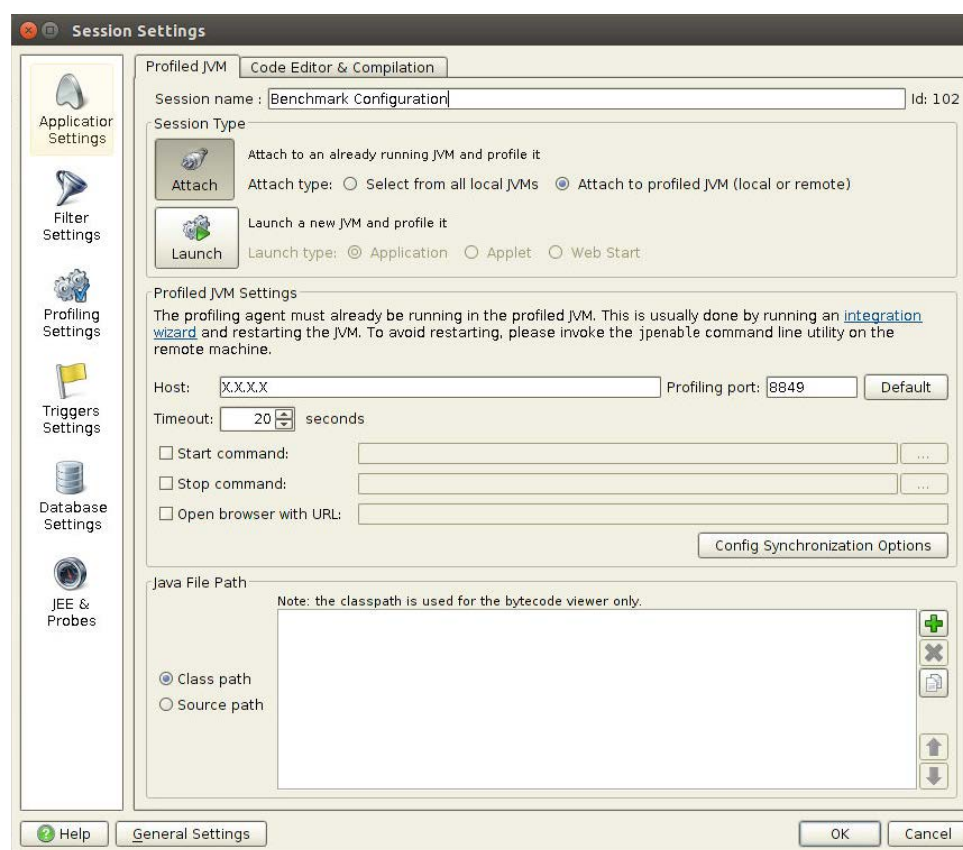 Session Settings
Application
Settings
Filter
Settings
Profiling
Settings
Triggers
Settings
Database
Settings
JEE &
Probes
Profiled JVM
Code Editor & Compilation
Session name : Benchmark Configuration
Id: 102
Session Type
Attach
Attach to an already running JVM and profile it
Attach type: Select from all local JVMs Attach to profiled JVM (local or remote)
Launch
Launch a new JVM and profile it
Launch type: Application Applet Web Start
Profiled JVM Settings
The profiling agent must already be running in the profiled JVM. This is usually done by running an integration
wizard and restarting the JVM. To avoid restarting, please invoke the jpenable command line utility on the
remote machine.
Host: X.X.X.X Profiling port: 8849 Default
Timeout: 20 seconds
Start command: ...
Stop command: ...
Open browser with URL:
Config Synchronization Options
Java File Path
Note: the classpath is used for the bytecode viewer only.
Class path
Source path
Help General Settings OK Cancel